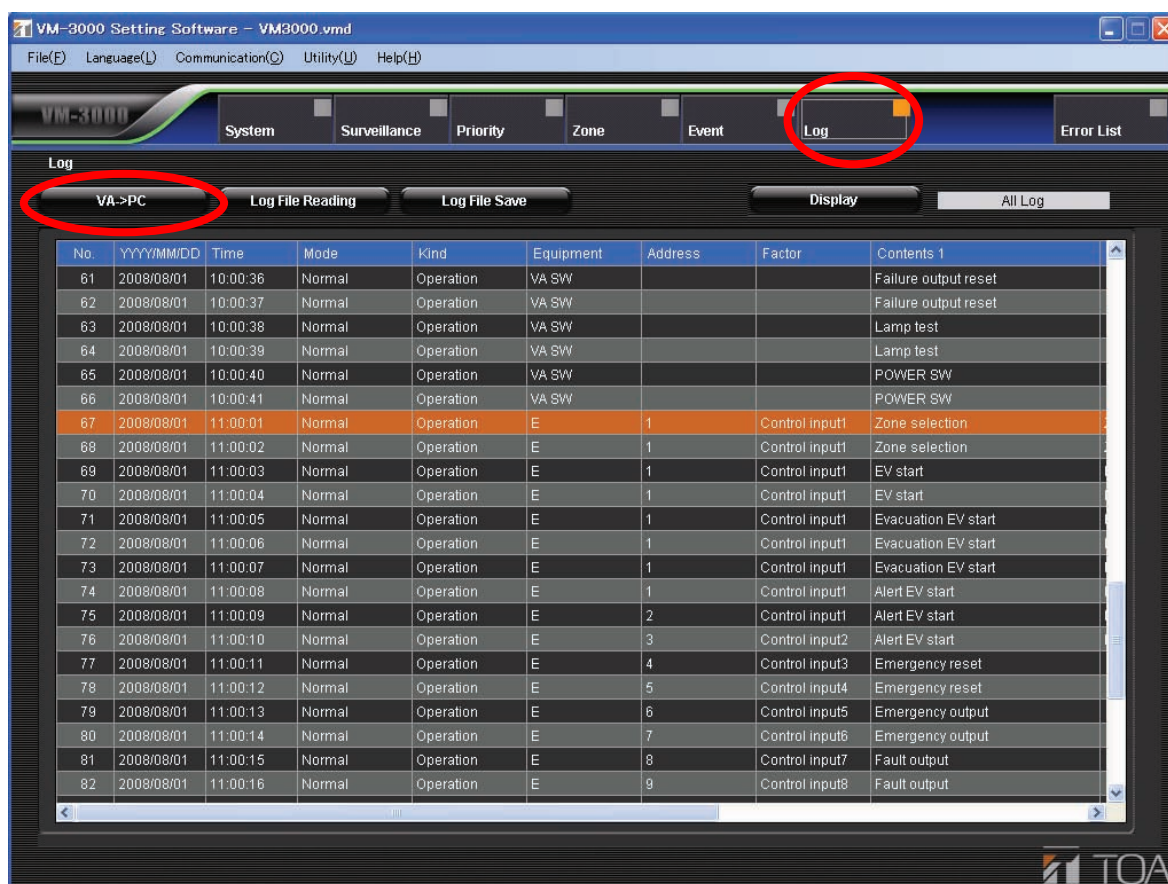 VM-3000 Setting Software - VM3000.vmd
File(F) Language(L) Communication(C) Utility(U) Help(H)
VM-3000 System Surveillance Priority Zone Event Log Error List
Log
VA->PC Log File Reading Log File Save Display All Log
No. YYYY/MM/DD Time Mode Kind Equipment Address Factor Contents 1
61 2008/08/01 10:00:36 Normal Operation VA SW Failure output reset
62 2008/08/01 10:00:37 Normal Operation VA SW Failure output reset
63 2008/08/01 10:00:38 Normal Operation VA SW Lamp test
64 2008/08/01 10:00:39 Normal Operation VA SW Lamp test
65 2008/08/01 10:00:40 Normal Operation VA SW POWER SW
66 2008/08/01 10:00:41 Normal Operation VA SW POWER SW
67 2008/08/01 11:00:01 Normal Operation E 1 Control input1 Zone selection
68 2008/08/01 11:00:02 Normal Operation E 1 Control input1 Zone selection
69 2008/08/01 11:00:03 Normal Operation E 1 Control input1 EV start
70 2008/08/01 11:00:04 Normal Operation E 1 Control input1 EV start
71 2008/08/01 11:00:05 Normal Operation E 1 Control input1 Evacuation EV start
72 2008/08/01 11:00:06 Normal Operation E 1 Control input1 Evacuation EV start
73 2008/08/01 11:00:07 Normal Operation E 1 Control input1 Evacuation EV start
74 2008/08/01 11:00:08 Normal Operation E 1 Control input1 Alert EV start
75 2008/08/01 11:00:09 Normal Operation E 2 Control input1 Alert EV start
76 2008/08/01 11:00:10 Normal Operation E 3 Control input2 Alert EV start
77 2008/08/01 11:00:11 Normal Operation E 4 Control input3 Emergency reset
78 2008/08/01 11:00:12 Normal Operation E 5 Control input4 Emergency reset
79 2008/08/01 11:00:13 Normal Operation E 6 Control input5 Emergency output
80 2008/08/01 11:00:14 Normal Operation E 7 Control input6 Emergency output
81 2008/08/01 11:00:15 Normal Operation E 8 Control input7 Fault output
82 2008/08/01 11:00:16 Normal Operation E 9 Control input8 Fault output
TOA